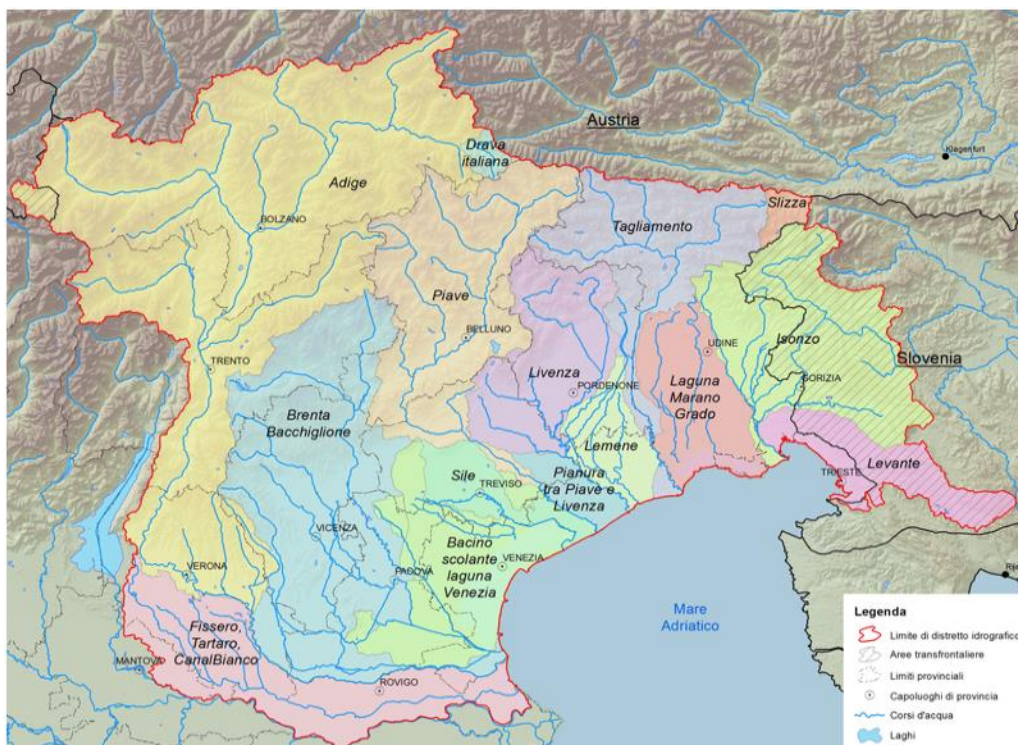 Austria
Klagenfurt
Drava
italiana
Adige
Slizza
BOLZANO
Tagliamento
Piave
BELLUNO
Isonzo
UDINE
Slovenia
TRENTO
Livenza
PORDENONE
Laguna
Marano
Grado
GORIZIA
Brenta
Bacchiglione
Lemene
Levante
TRIESTE
Sile
TREVISO
Pianura
tra Piave e
Livenza
VICENZA
Bacino
scolante
laguna
Venezia
VENEZIA
PADOVA
VERONA
Mare
Adriatico
Fissero,
Tartaro,
CanalBianco
MANTOVA
ROVIGO
Legenda
Limite di distretto idrografico
Aree transfrontaliere
Limiti provinciali
Capoluoghi di provincia
Corsi d'acqua
Laghi